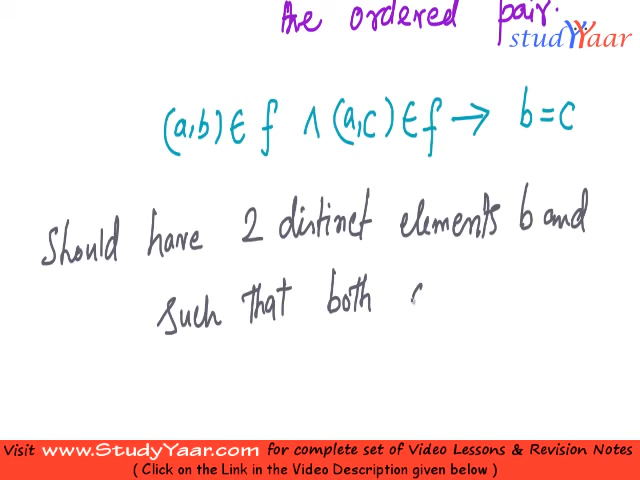 the ordered pair.
studYYaar
(a,b) ∈ f ∧ (a,c) ∈ f → b=c
Should have 2 distinct elements b and
such that both
Visit www.StudyYaar.com for complete set of Video Lessons & Revision Notes
( Click on the Link in the Video Description given below )